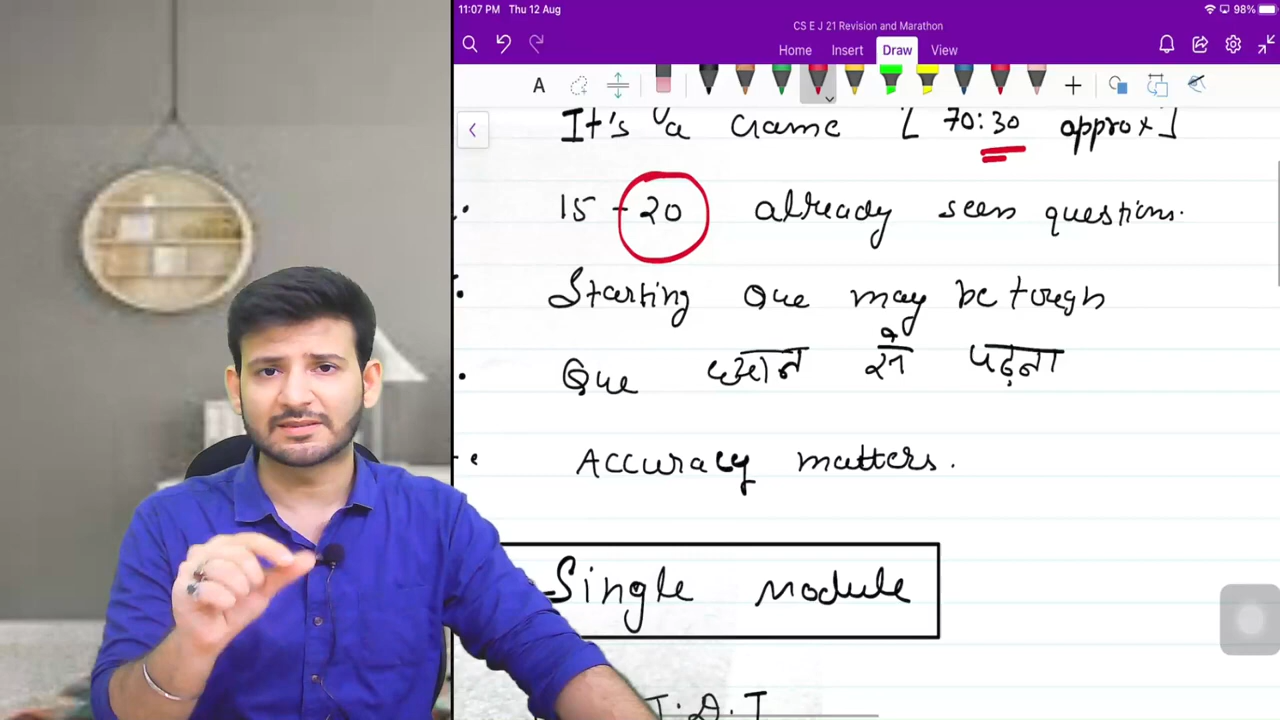 11:07 PM Thu 12 Aug 98%
CS E J 21 Revision and Marathon
Home Insert Draw View
A
It's a Game [ 70:30 approx ]
15 - 20 already seen questions.
Starting Que may be tough
Que ध्यान से पढ़ना
Accuracy matters.
Single Module